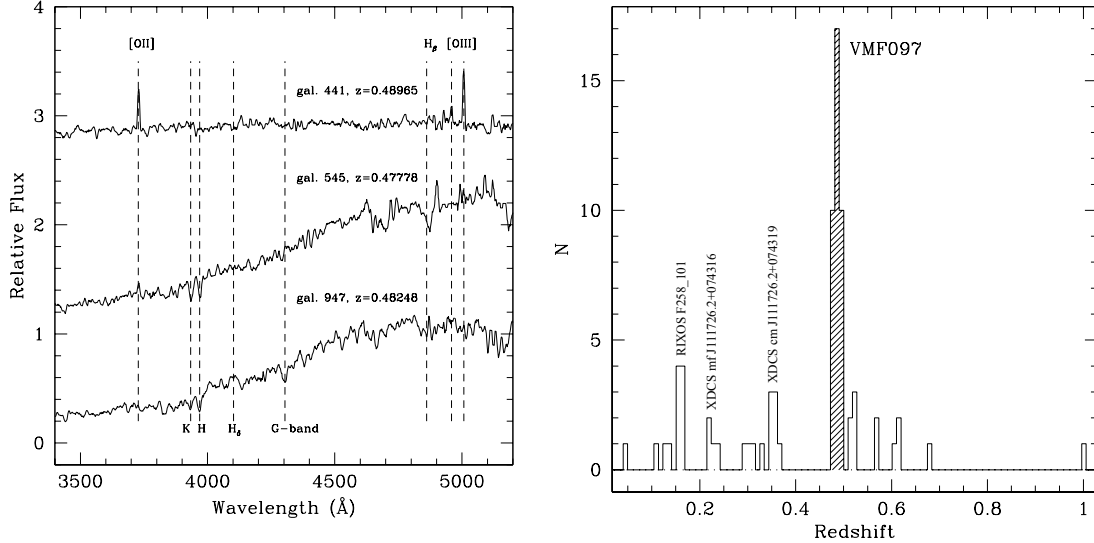 4
3
2
1
0
Relative Flux
[OII]
Hβ [OIII]
gal. 441, z=0.48965
gal. 545, z=0.47778
gal. 947, z=0.48248
K H Hδ G-band
3500 4000 4500 5000
Wavelength (Å)
15
10
5
0
N
VMF097
RIXOS F258_101
XDCS mf J111726.2+074316
XDCS cm J111726.2+074319
0.2 0.4 0.6 0.8 1
Redshift